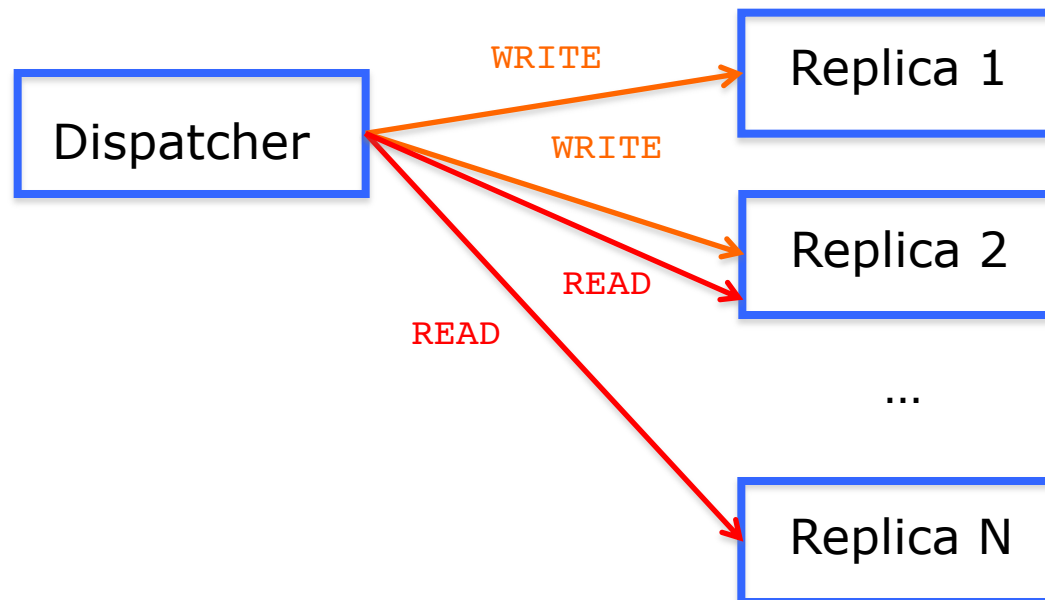 WRITE
Replica 1
Dispatcher
WRITE
Replica 2
READ
READ
…
Replica N